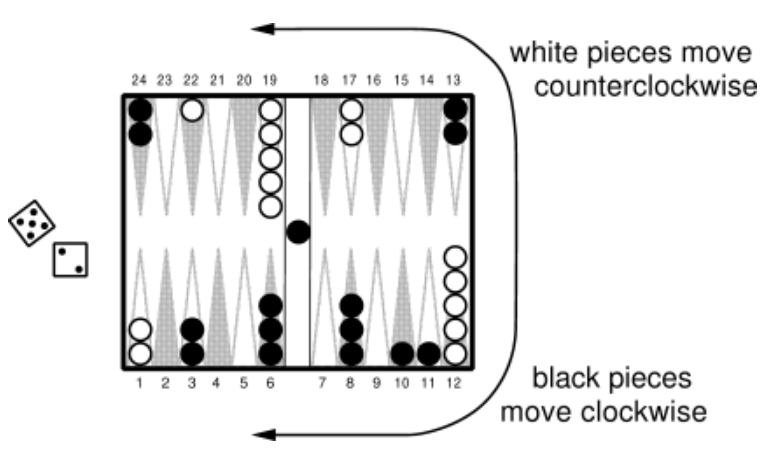 white pieces move
counterclockwise
24 23 22 21 20 19 18 17 16 15 14 13
1 2 3 4 5 6 7 8 9 10 11 12
black pieces
move clockwise